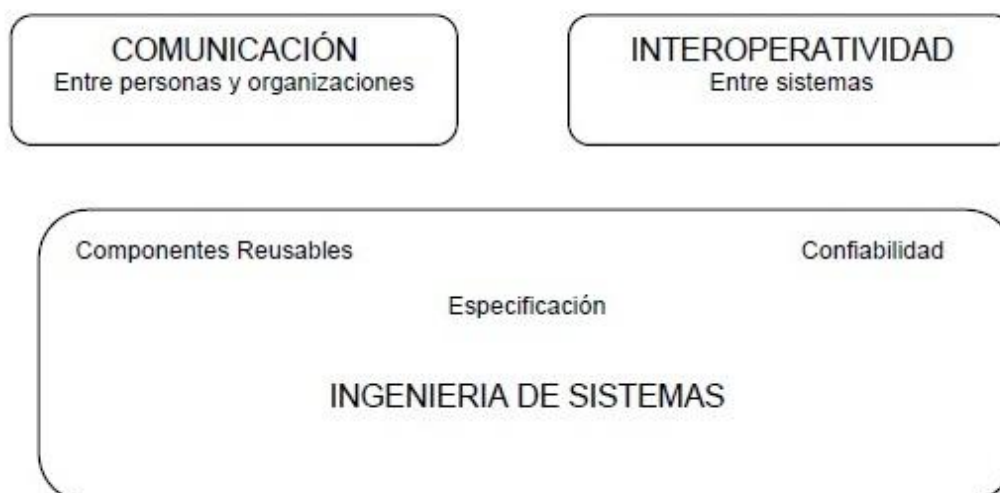 COMUNICACIÓN
Entre personas y organizaciones
INTEROPERATIVIDAD
Entre sistemas
Componentes Reusables
Confiabilidad
Especificación
INGENIERIA DE SISTEMAS